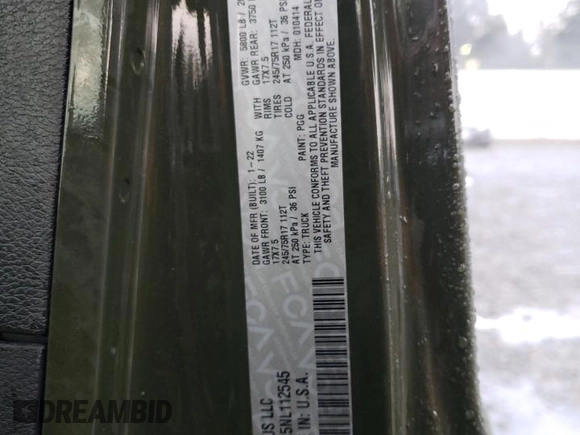 US LLC
DATE OF MFR (BUILT): 1-22
GVWR: 5800 LB /
GAWR FRONT: 3100 LB / 1407 KG WITH
GAWR REAR: 3750
17X7.5 RIMS 17X7.5
245/75R17 112T TIRES 245/75R17 112T
AT 250 kPa / 36 PSI COLD AT 250 kPa / 36 PSI
TYPE: TRUCK PAINT: PGG MDH: 010414
THIS VEHICLE CONFORMS TO ALL APPLICABLE U.S.A. FEDERAL
SAFETY AND THEFT PREVENTION STANDARDS IN EFFECT
MANUFACTURE SHOWN ABOVE.
5NL112545
IN: U.S.A.
FCA
DREAMBID